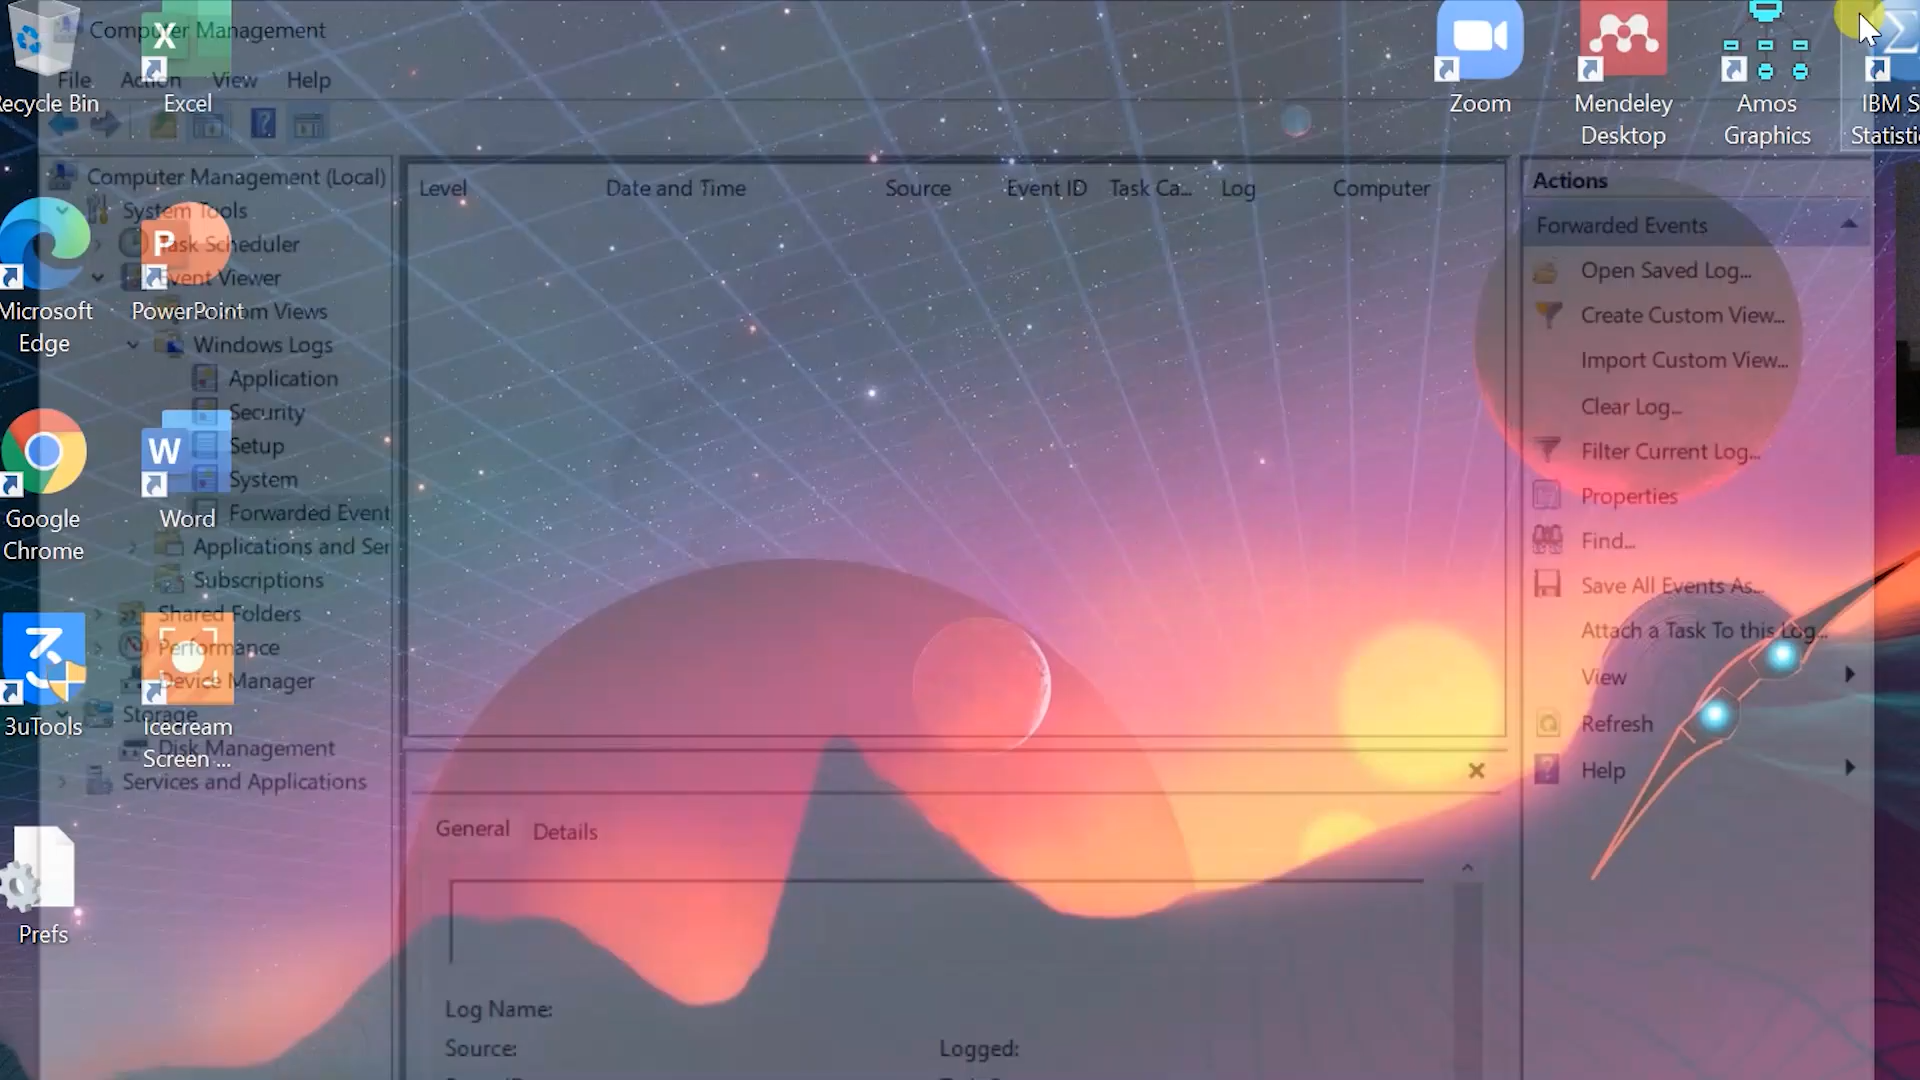 Computer Management
File Action View Help
Recycle Bin
Excel
Zoom
Mendeley
Desktop
Amos
Graphics
IBM S
Statisti
Computer Management (Local)
System Tools
Task Scheduler
Event Viewer
Custom Views
Windows Logs
Application
Security
Setup
System
Forwarded Event
Applications and Ser
Subscriptions
Shared Folders
Performance
Device Manager
Storage
Disk Management
Services and Applications
Microsoft
Edge
PowerPoint
Google
Chrome
Word
3uTools
Icecream
Screen ...
Prefs
Level Date and Time Source Event ID Task Ca... Log Computer
General Details
Log Name:
Source: Logged:
Actions
Forwarded Events
Open Saved Log...
Create Custom View...
Import Custom View...
Clear Log...
Filter Current Log...
Properties
Find...
Save All Events As...
Attach a Task To this Log...
View
Refresh
Help